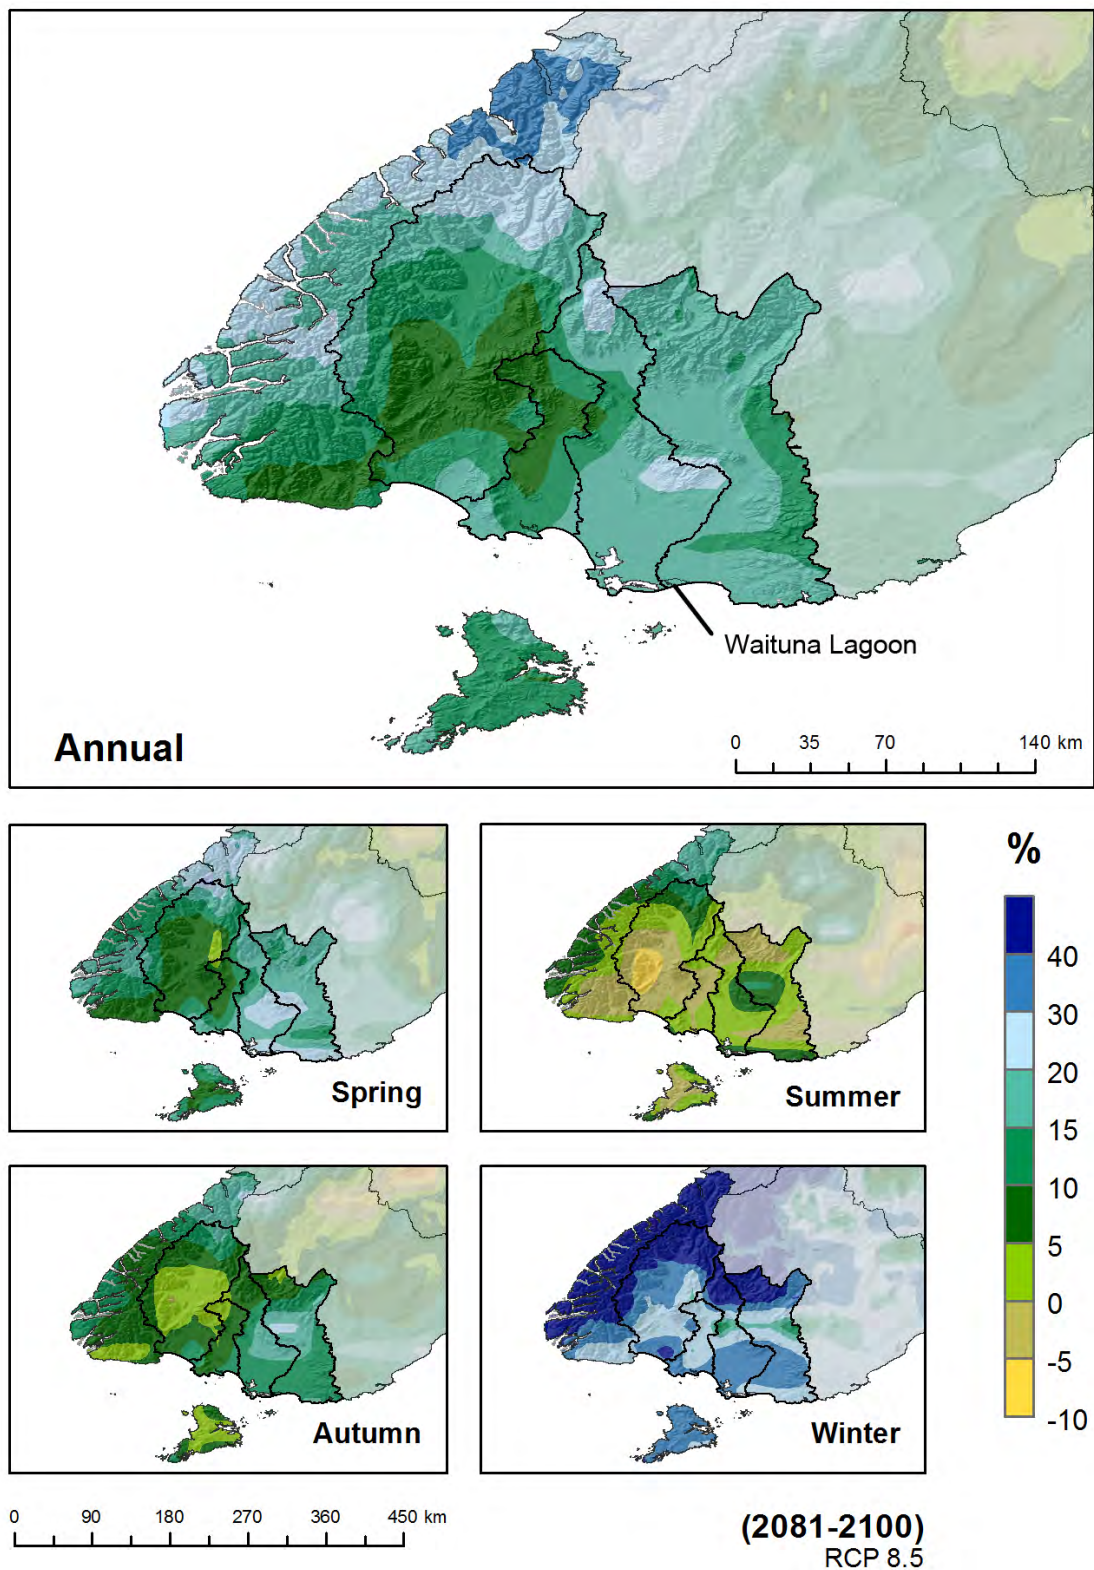 Waituna Lagoon
Annual
0 35 70 140 km
Spring
Summer
Autumn
Winter
%
40
30
20
15
10
5
0
-5
-10
0 90 180 270 360 450 km
(2081-2100)
RCP 8.5